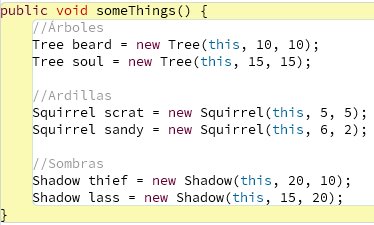 public void someThings() {
//Árboles
Tree beard = new Tree(this, 10, 10);
Tree soul = new Tree(this, 15, 15);
//Ardillas
Squirrel scrat = new Squirrel(this, 5, 5);
Squirrel sandy = new Squirrel(this, 6, 2);
//Sombras
Shadow thief = new Shadow(this, 20, 10);
Shadow lass = new Shadow(this, 15, 20);
}